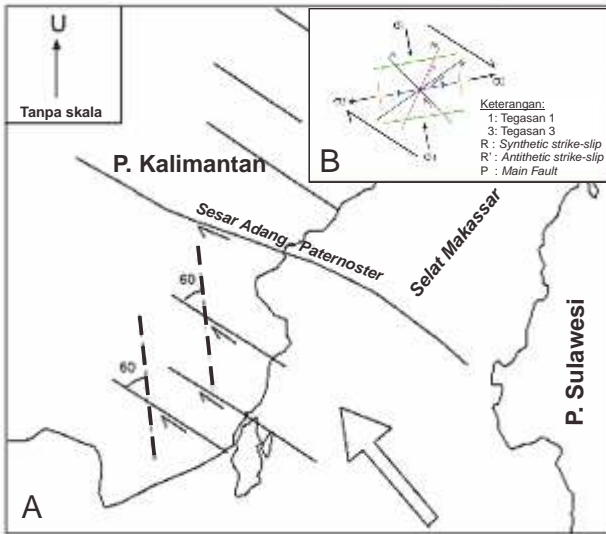 U
Tanpa skala
B
Keterangan:
1: Tegasan 1
3: Tegasan 3
R : Synthetic strike-slip
R' : Antithetic strike-slip
P : Main Fault
P. Kalimantan
Sesar Adang - Paternoster
Selat Makassar
P. Sulawesi
60
60
A